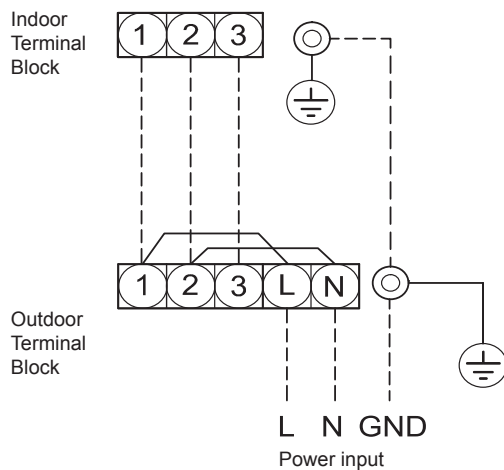 Indoor
Terminal
Block
1 2 3
1 2 3 L N
Outdoor
Terminal
Block
L N GND
Power input